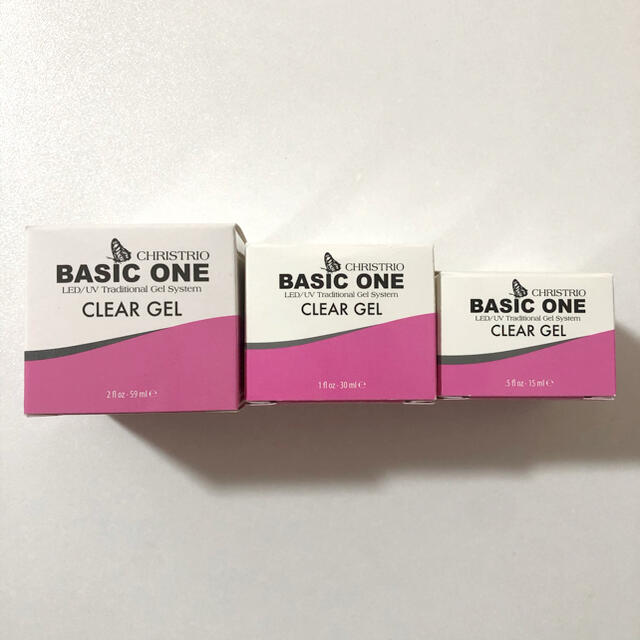 CHRISTRIO
BASIC ONE
LED/UV Traditional Gel System
CLEAR GEL
2 fl oz - 59 ml ℮
CHRISTRIO
BASIC ONE
LED/UV Traditional Gel System
CLEAR GEL
1 fl oz - 30 ml ℮
CHRISTRIO
BASIC ONE
LED/UV Traditional Gel System
CLEAR GEL
.5 fl oz - 15 ml ℮